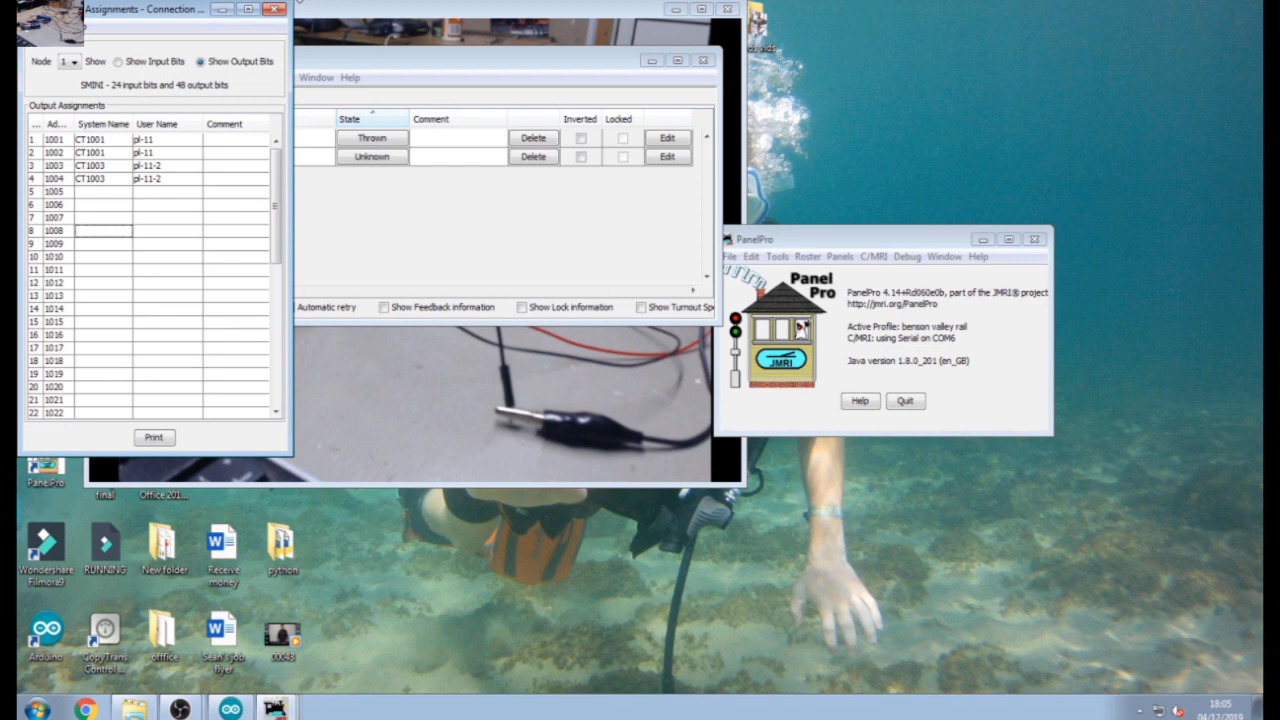 Assignments - Connection ...
Node 1 Show Show Input Bits Show Output Bits
SMINI - 24 input bits and 48 output bits
Output Assignments
... Ad... System Name User Name Comment
1 1001 CT1001 pl-11
2 1002 CT1001 pl-11
3 1003 CT1003 pl-11-2
4 1004 CT1003 pl-11-2
5 1005
6 1006
7 1007
8 1008
9 1009
10 1010
11 1011
12 1012
13 1013
14 1014
15 1015
16 1016
17 1017
18 1018
19 1019
20 1020
21 1021
22 1022
Print
Window Help
State Comment Inverted Locked
Thrown Delete Edit
Unknown Delete Edit
Automatic retry Show Feedback information Show Lock information Show Turnout Spe
PanelPro
File Edit Tools Roster Panels C/MRI Debug Window Help
Panel
Pro
JMRI
PanelPro 4.14+Rd060e0b, part of the JMRI® project
http://jmri.org/PanelPro
Active Profile: benson valley rail
C/MRI: using Serial on COM6
Java version 1.8.0_201 (en_GB)
Help Quit
PanelPro
final
Office 201...
Wondershare
Filmora9
RUNNING
New folder
Receive
money
python
Arduino
CopyTrans
Control ...
offfice
Sean's job
flyer
00043
18:05
04/12/2019